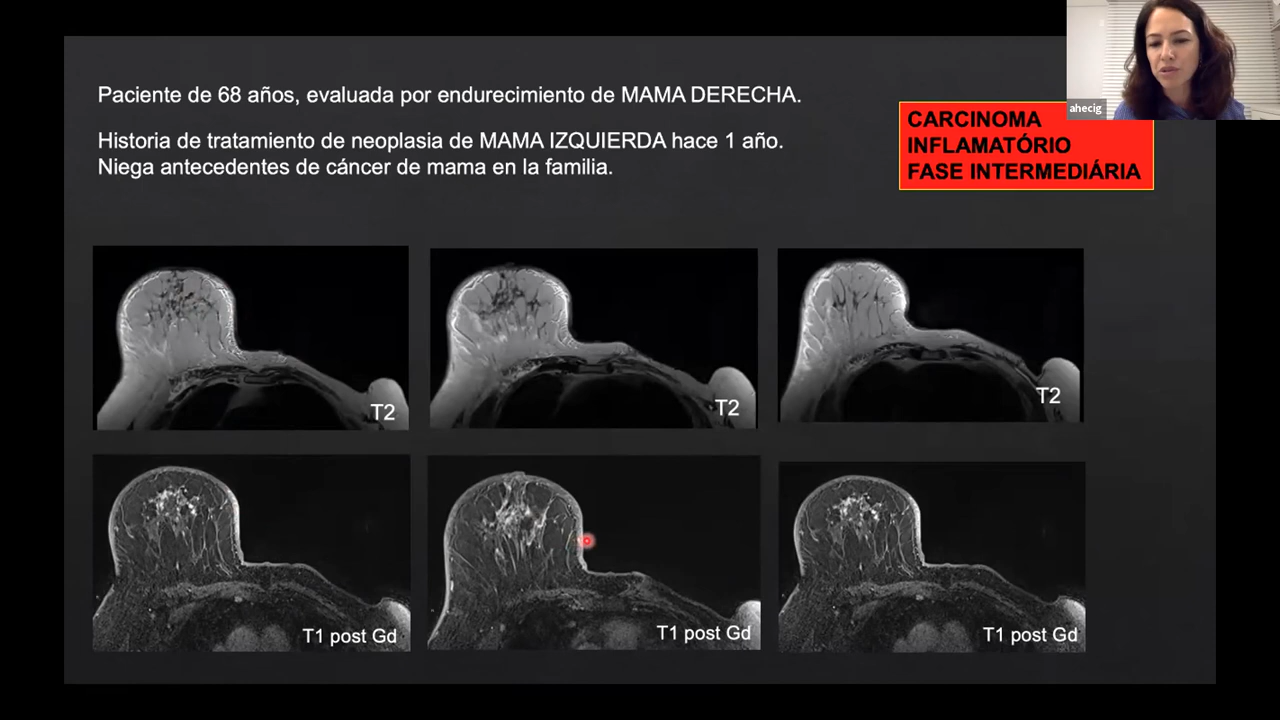 Paciente de 68 años, evaluada por endurecimiento de MAMA DERECHA.
Historia de tratamiento de neoplasia de MAMA IZQUIERDA hace 1 año.
Niega antecedentes de cáncer de mama en la familia.
ahecig
CARCINOMA
INFLAMATÓRIO
FASE INTERMEDIÁRIA
T2
T2
T2
T1 post Gd
T1 post Gd
T1 post Gd